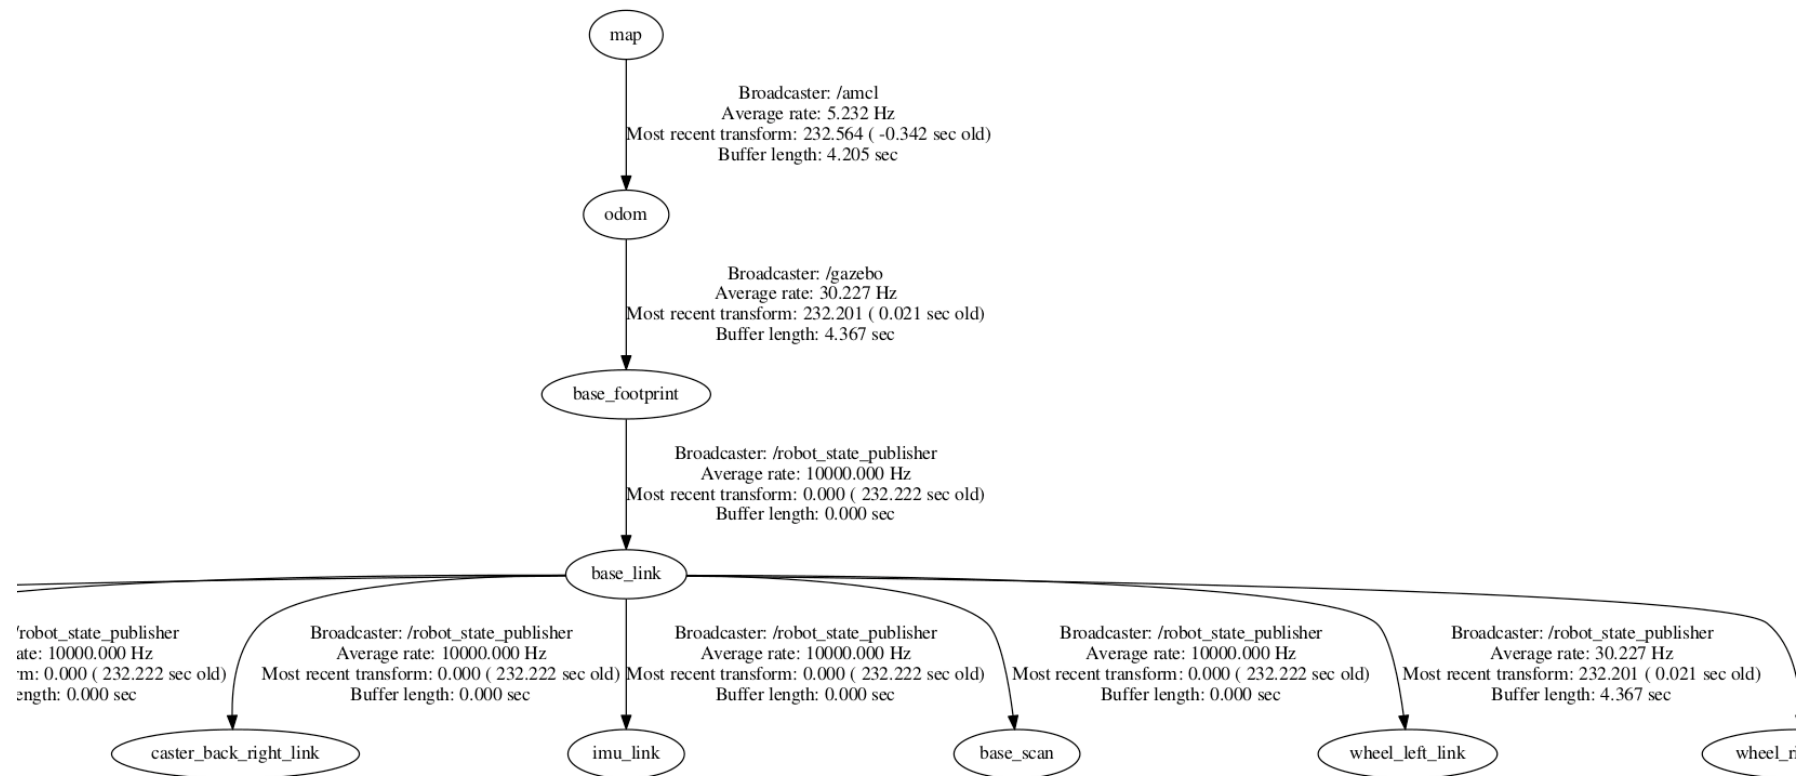 map
Broadcaster: /amcl
Average rate: 5.232 Hz
Most recent transform: 232.564 ( -0.342 sec old)
Buffer length: 4.205 sec
odom
Broadcaster: /gazebo
Average rate: 30.227 Hz
Most recent transform: 232.201 ( 0.021 sec old)
Buffer length: 4.367 sec
base_footprint
Broadcaster: /robot_state_publisher
Average rate: 10000.000 Hz
Most recent transform: 0.000 ( 232.222 sec old)
Buffer length: 0.000 sec
base_link
/robot_state_publisher
ate: 10000.000 Hz
rm: 0.000 ( 232.222 sec old)
ength: 0.000 sec
Broadcaster: /robot_state_publisher
Average rate: 10000.000 Hz
Most recent transform: 0.000 ( 232.222 sec old)
Buffer length: 0.000 sec
Broadcaster: /robot_state_publisher
Average rate: 10000.000 Hz
Most recent transform: 0.000 ( 232.222 sec old)
Buffer length: 0.000 sec
Broadcaster: /robot_state_publisher
Average rate: 10000.000 Hz
Most recent transform: 0.000 ( 232.222 sec old)
Buffer length: 0.000 sec
Broadcaster: /robot_state_publisher
Average rate: 30.227 Hz
Most recent transform: 232.201 ( 0.021 sec old)
Buffer length: 4.367 sec
caster_back_right_link
imu_link
base_scan
wheel_left_link
wheel_ri